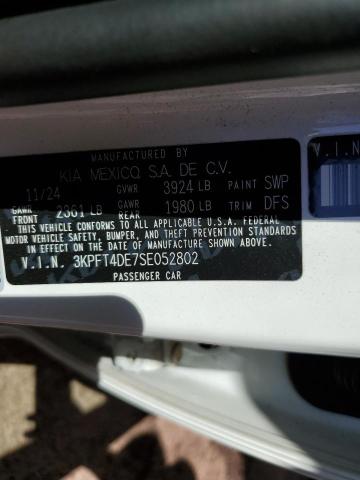 MANUFACTURED BY
KIA MEXICO, S.A. DE C.V.
11/24 GVWR 3924 LB PAINT SWP
GAWR FRONT 2361 LB GAWR REAR 1980 LB TRIM DFS
THIS VEHICLE CONFORMS TO ALL APPLICABLE U.S.A. FEDERAL
MOTOR VEHICLE SAFETY, BUMPER, AND THEFT PREVENTION STANDARDS
IN EFFECT ON THE DATE OF MANUFACTURE SHOWN ABOVE.
V.I.N. 3KPFT4DE7SE052802
PASSENGER CAR
V.I.N